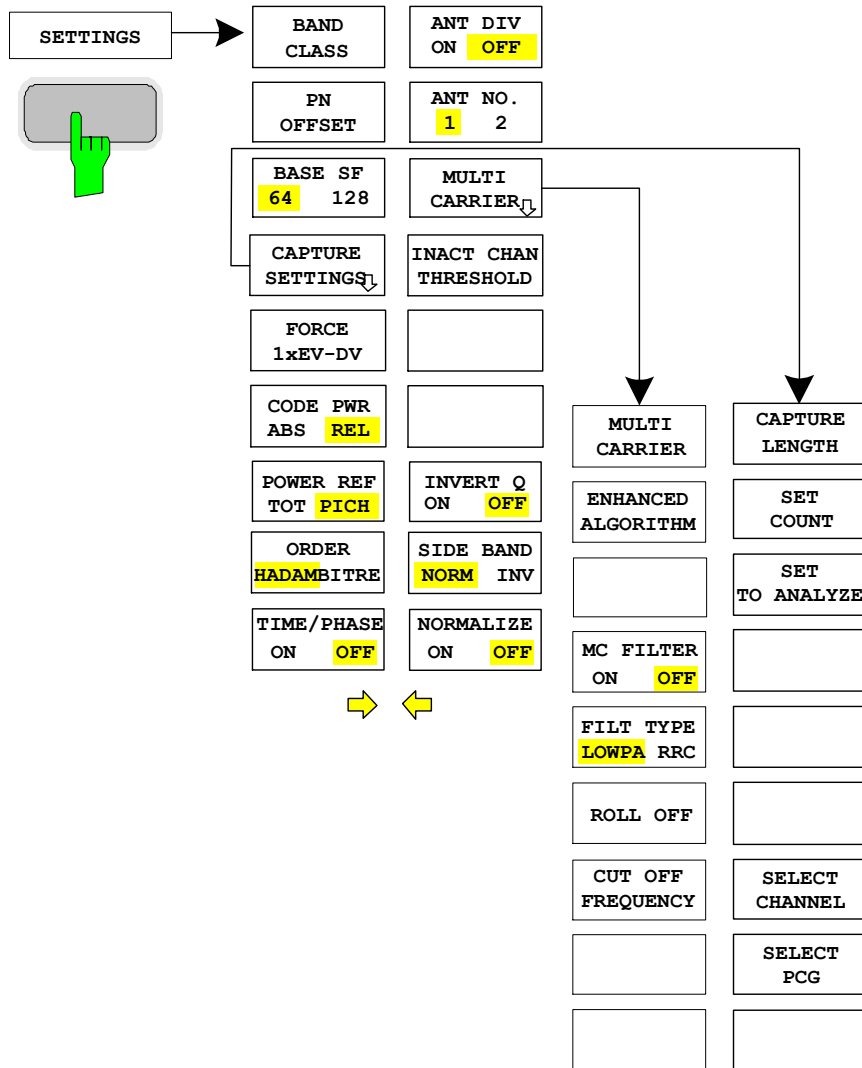 SETTINGS
BAND
CLASS
PN
OFFSET
BASE SF
64 128
CAPTURE
SETTINGS
FORCE
1xEV-DV
CODE PWR
ABS REL
POWER REF
TOT PICH
ORDER
HADAMBITRE
TIME/PHASE
ON OFF
ANT DIV
ON OFF
ANT NO.
1 2
MULTI
CARRIER
INACT CHAN
THRESHOLD
INVERT Q
ON OFF
SIDE BAND
NORM INV
NORMALIZE
ON OFF
MULTI
CARRIER
ENHANCED
ALGORITHM
MC FILTER
ON OFF
FILT TYPE
LOWPA RRC
ROLL OFF
CUT OFF
FREQUENCY
CAPTURE
LENGTH
SET
COUNT
SET
TO ANALYZE
SELECT
CHANNEL
SELECT
PCG